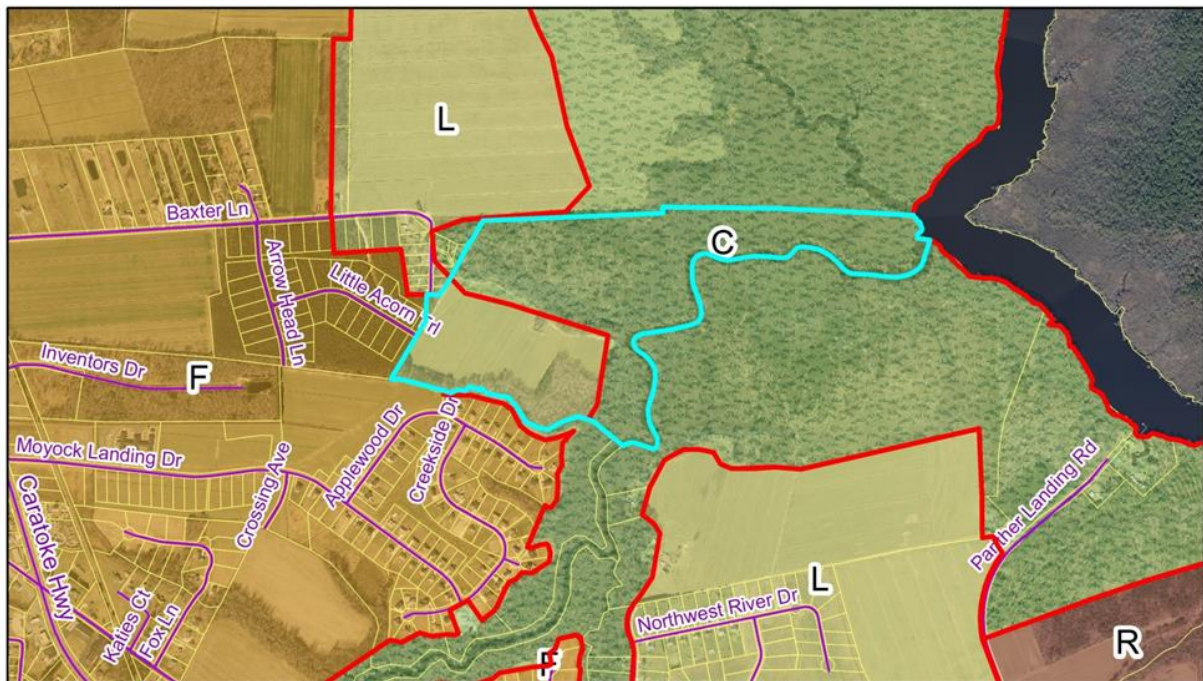 L
Baxter Ln
C
Arrow Head Ln
Little Acorn Trl
Inventors Dr
F
Moyock Landing Dr
Applewood Dr
Creekside Dr
Crossing Ave
Caratoke Hwy
Panther Landing Rd
L
Northwest River Dr
Katies Ct
Fox Ln
F
R